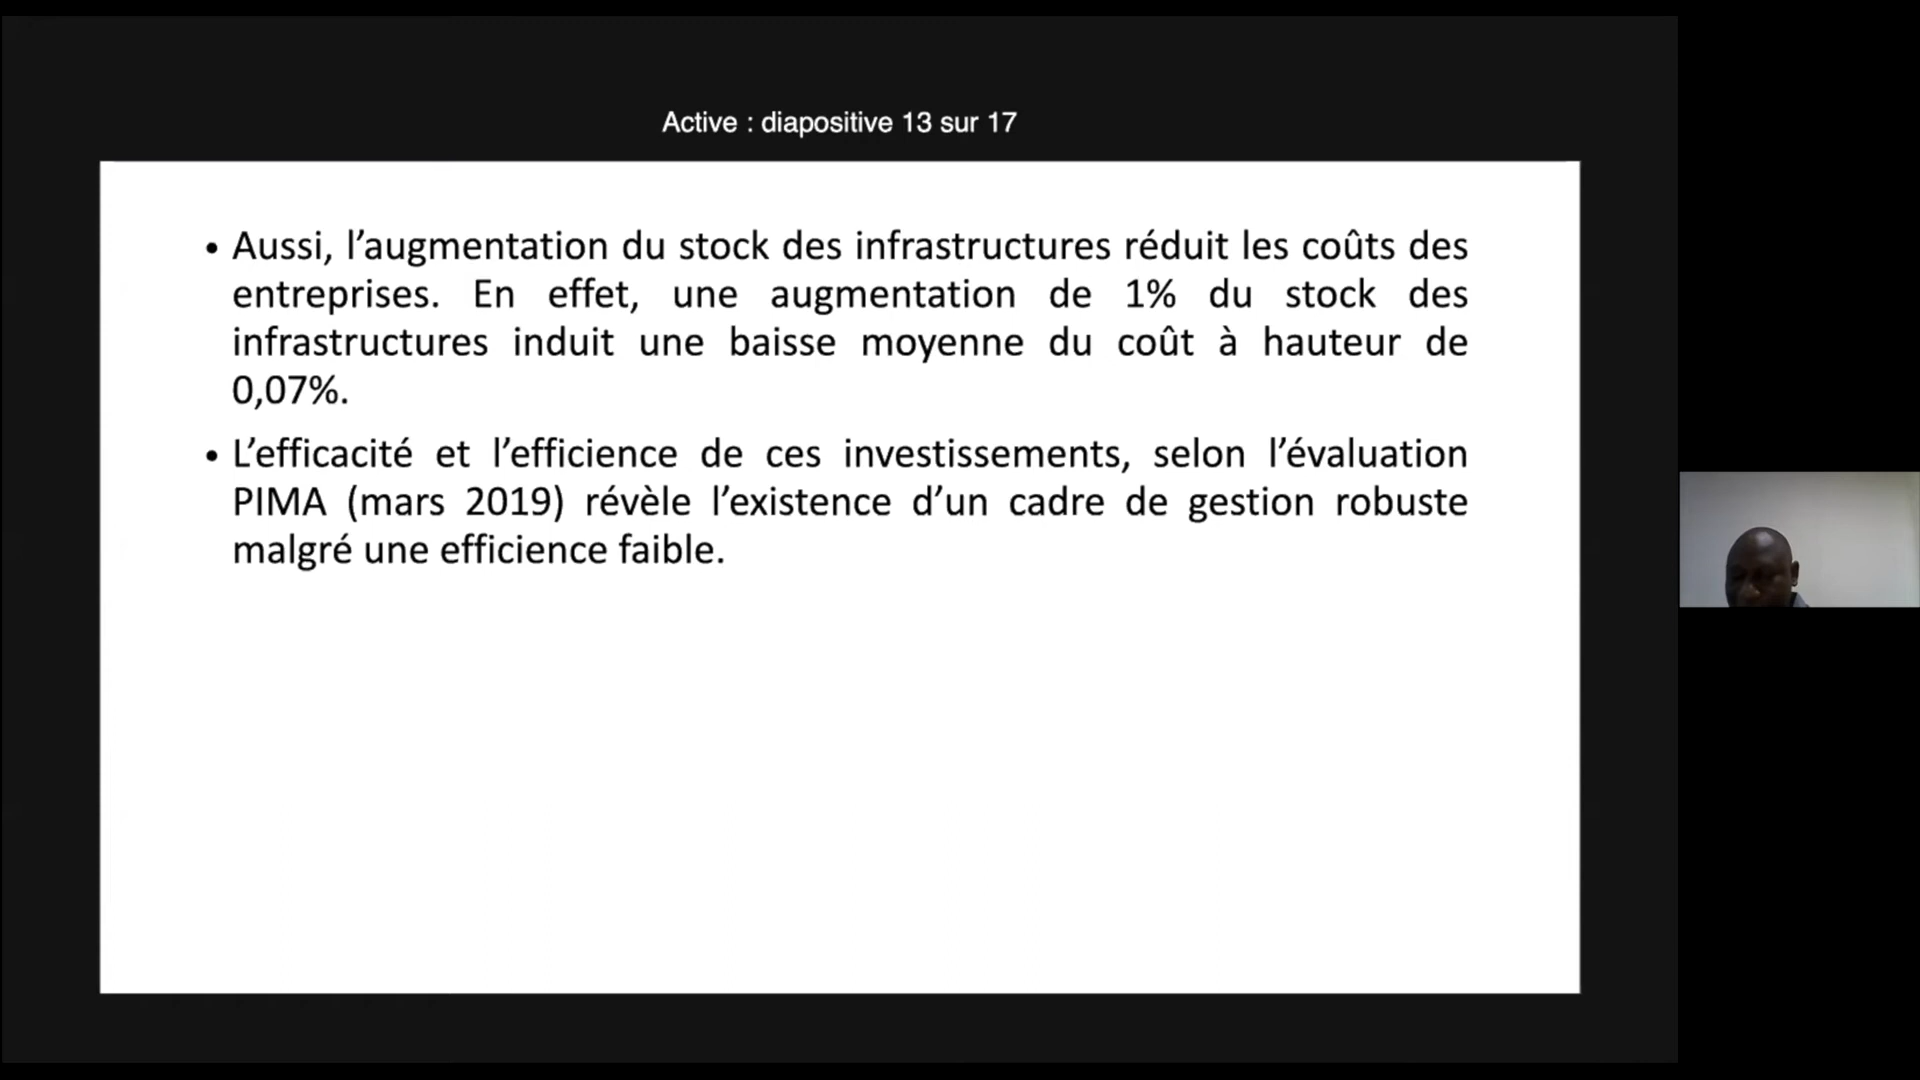 Active : diapositive 13 sur 17
• Aussi, l’augmentation du stock des infrastructures réduit les coûts des
entreprises. En effet, une augmentation de 1% du stock des
infrastructures induit une baisse moyenne du coût à hauteur de
0,07%.
• L’efficacité et l’efficience de ces investissements, selon l’évaluation
PIMA (mars 2019) révèle l’existence d’un cadre de gestion robuste
malgré une efficience faible.